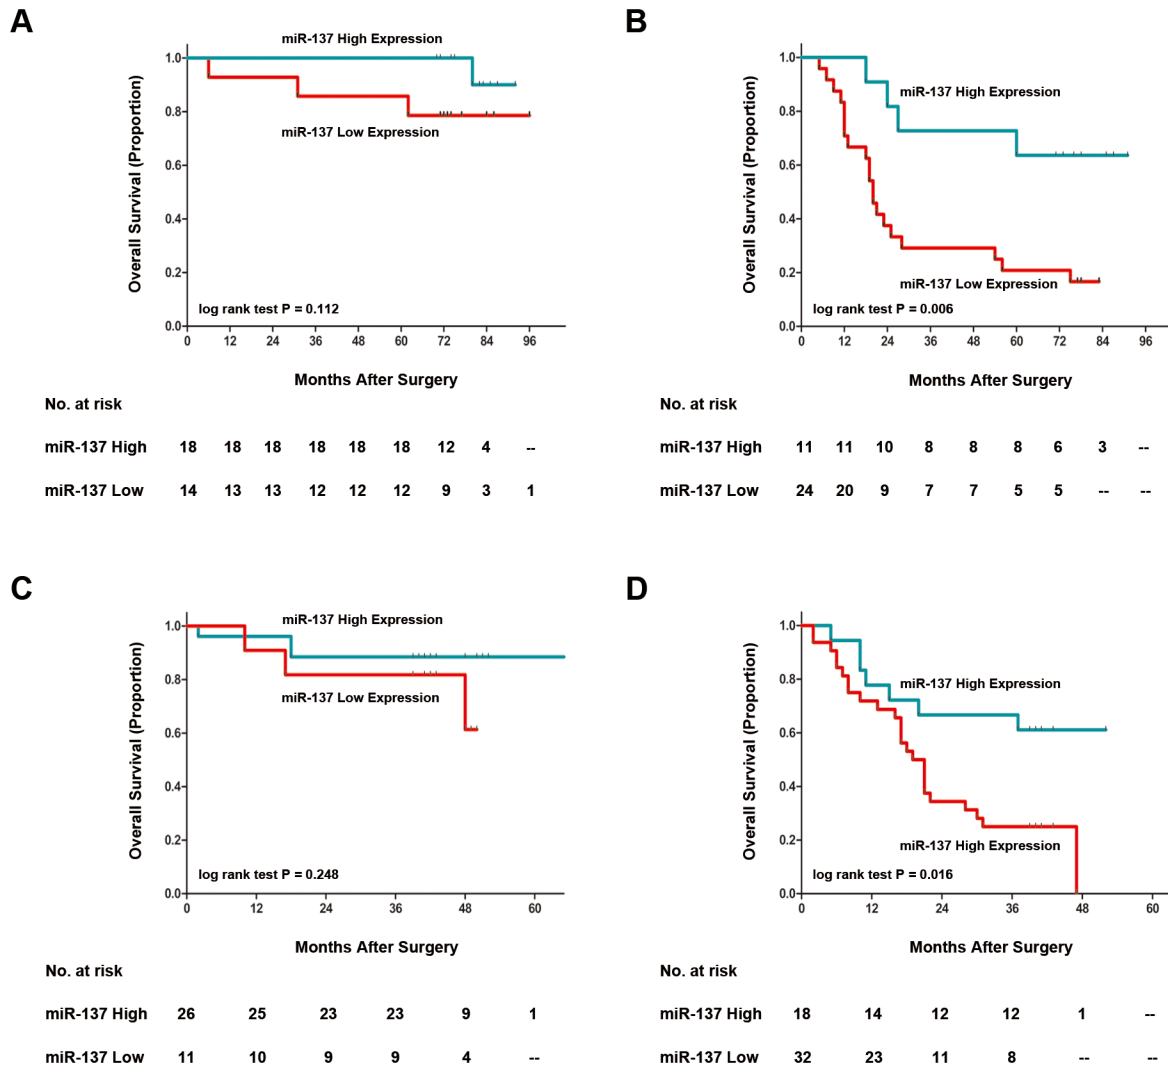 A
miR-137 High Expression
1.0
0.8
0.6
0.4
0.2
0.0
Overall Survival (Proportion)
miR-137 Low Expression
log rank test P = 0.112
0 12 24 36 48 60 72 84 96
Months After Surgery
No. at risk
miR-137 High 18 18 18 18 18 18 12 4 --
miR-137 Low 14 13 13 12 12 12 9 3 1
B
1.0
0.8
0.6
0.4
0.2
0.0
Overall Survival (Proportion)
miR-137 High Expression
miR-137 Low Expression
log rank test P = 0.006
0 12 24 36 48 60 72 84 96
Months After Surgery
No. at risk
miR-137 High 11 11 10 8 8 8 6 3 --
miR-137 Low 24 20 9 7 7 5 5 -- --
C
miR-137 High Expression
1.0
0.8
0.6
0.4
0.2
0.0
Overall Survival (Proportion)
miR-137 Low Expression
log rank test P = 0.248
0 12 24 36 48 60
Months After Surgery
No. at risk
miR-137 High 26 25 23 23 9 1
miR-137 Low 11 10 9 9 4 --
D
1.0
0.8
0.6
0.4
0.2
0.0
Overall Survival (Proportion)
miR-137 High Expression
miR-137 High Expression
log rank test P = 0.016
0 12 24 36 48 60
Months After Surgery
No. at risk
miR-137 High 18 14 12 12 1 --
miR-137 Low 32 23 11 8 -- --